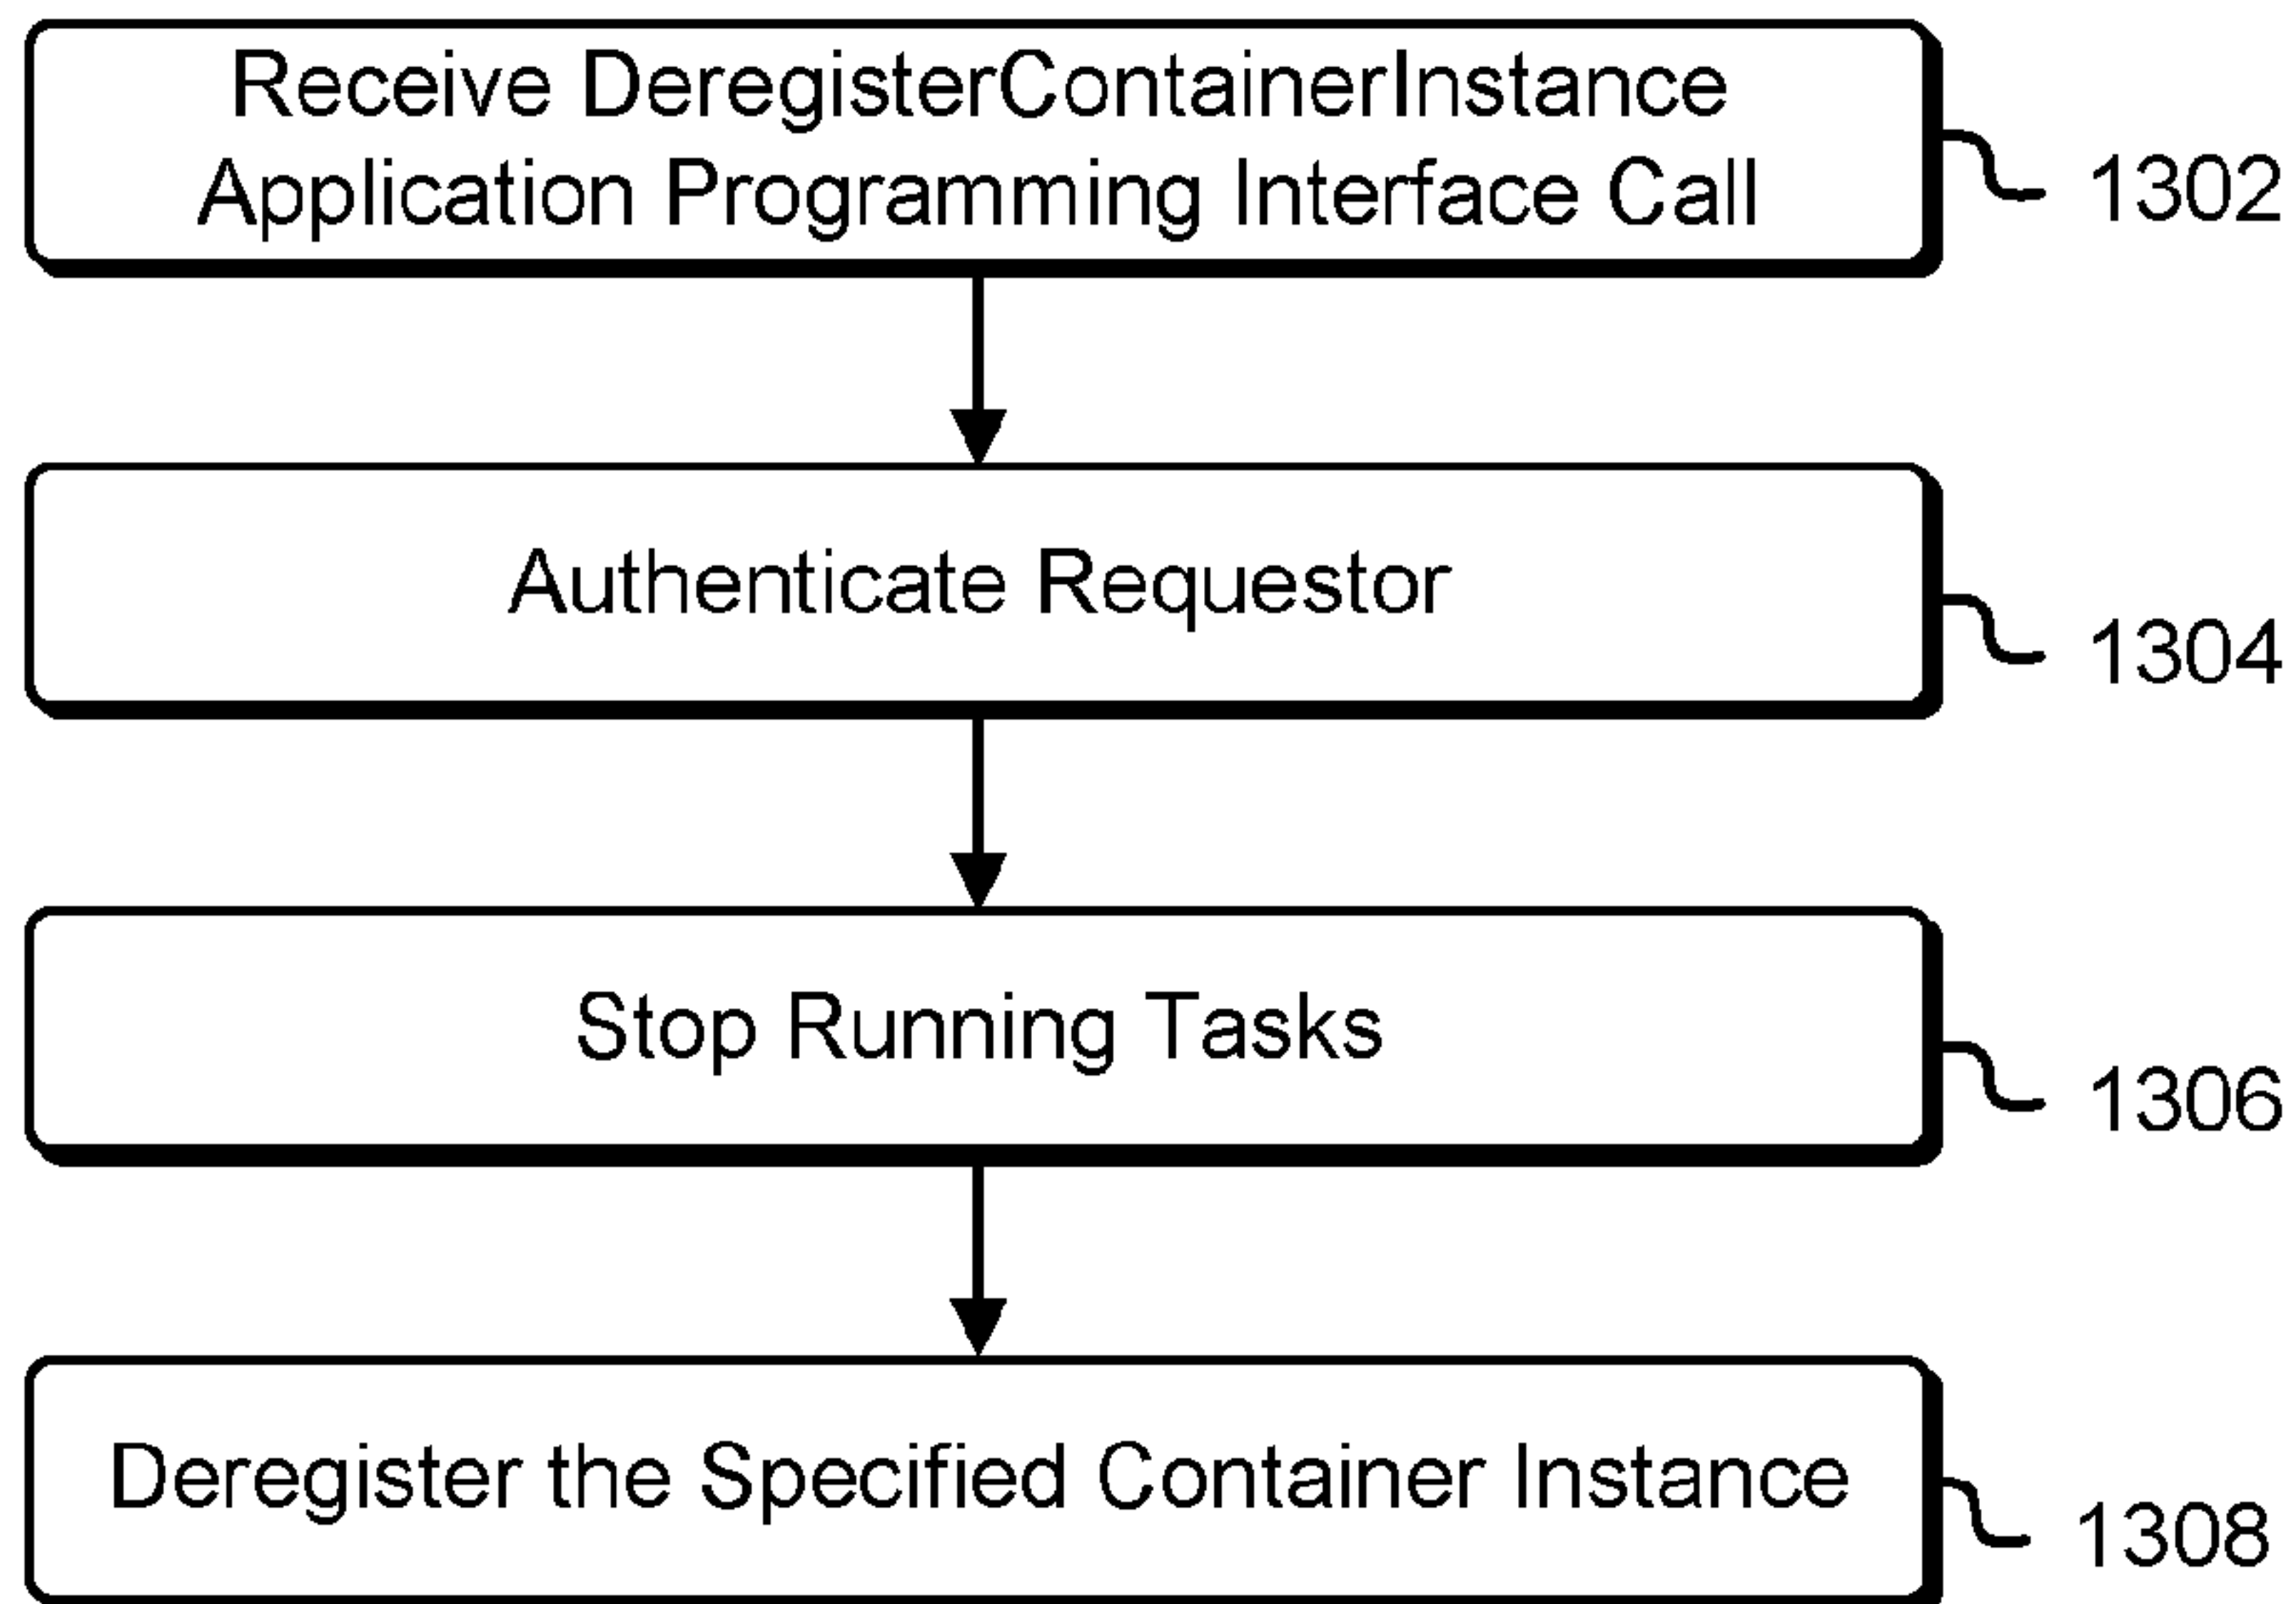 Receive DeregisterContainerInstance
Application Programming Interface Call
1302
Authenticate Requestor
1304
Stop Running Tasks
1306
Deregister the Specified Container Instance
1308